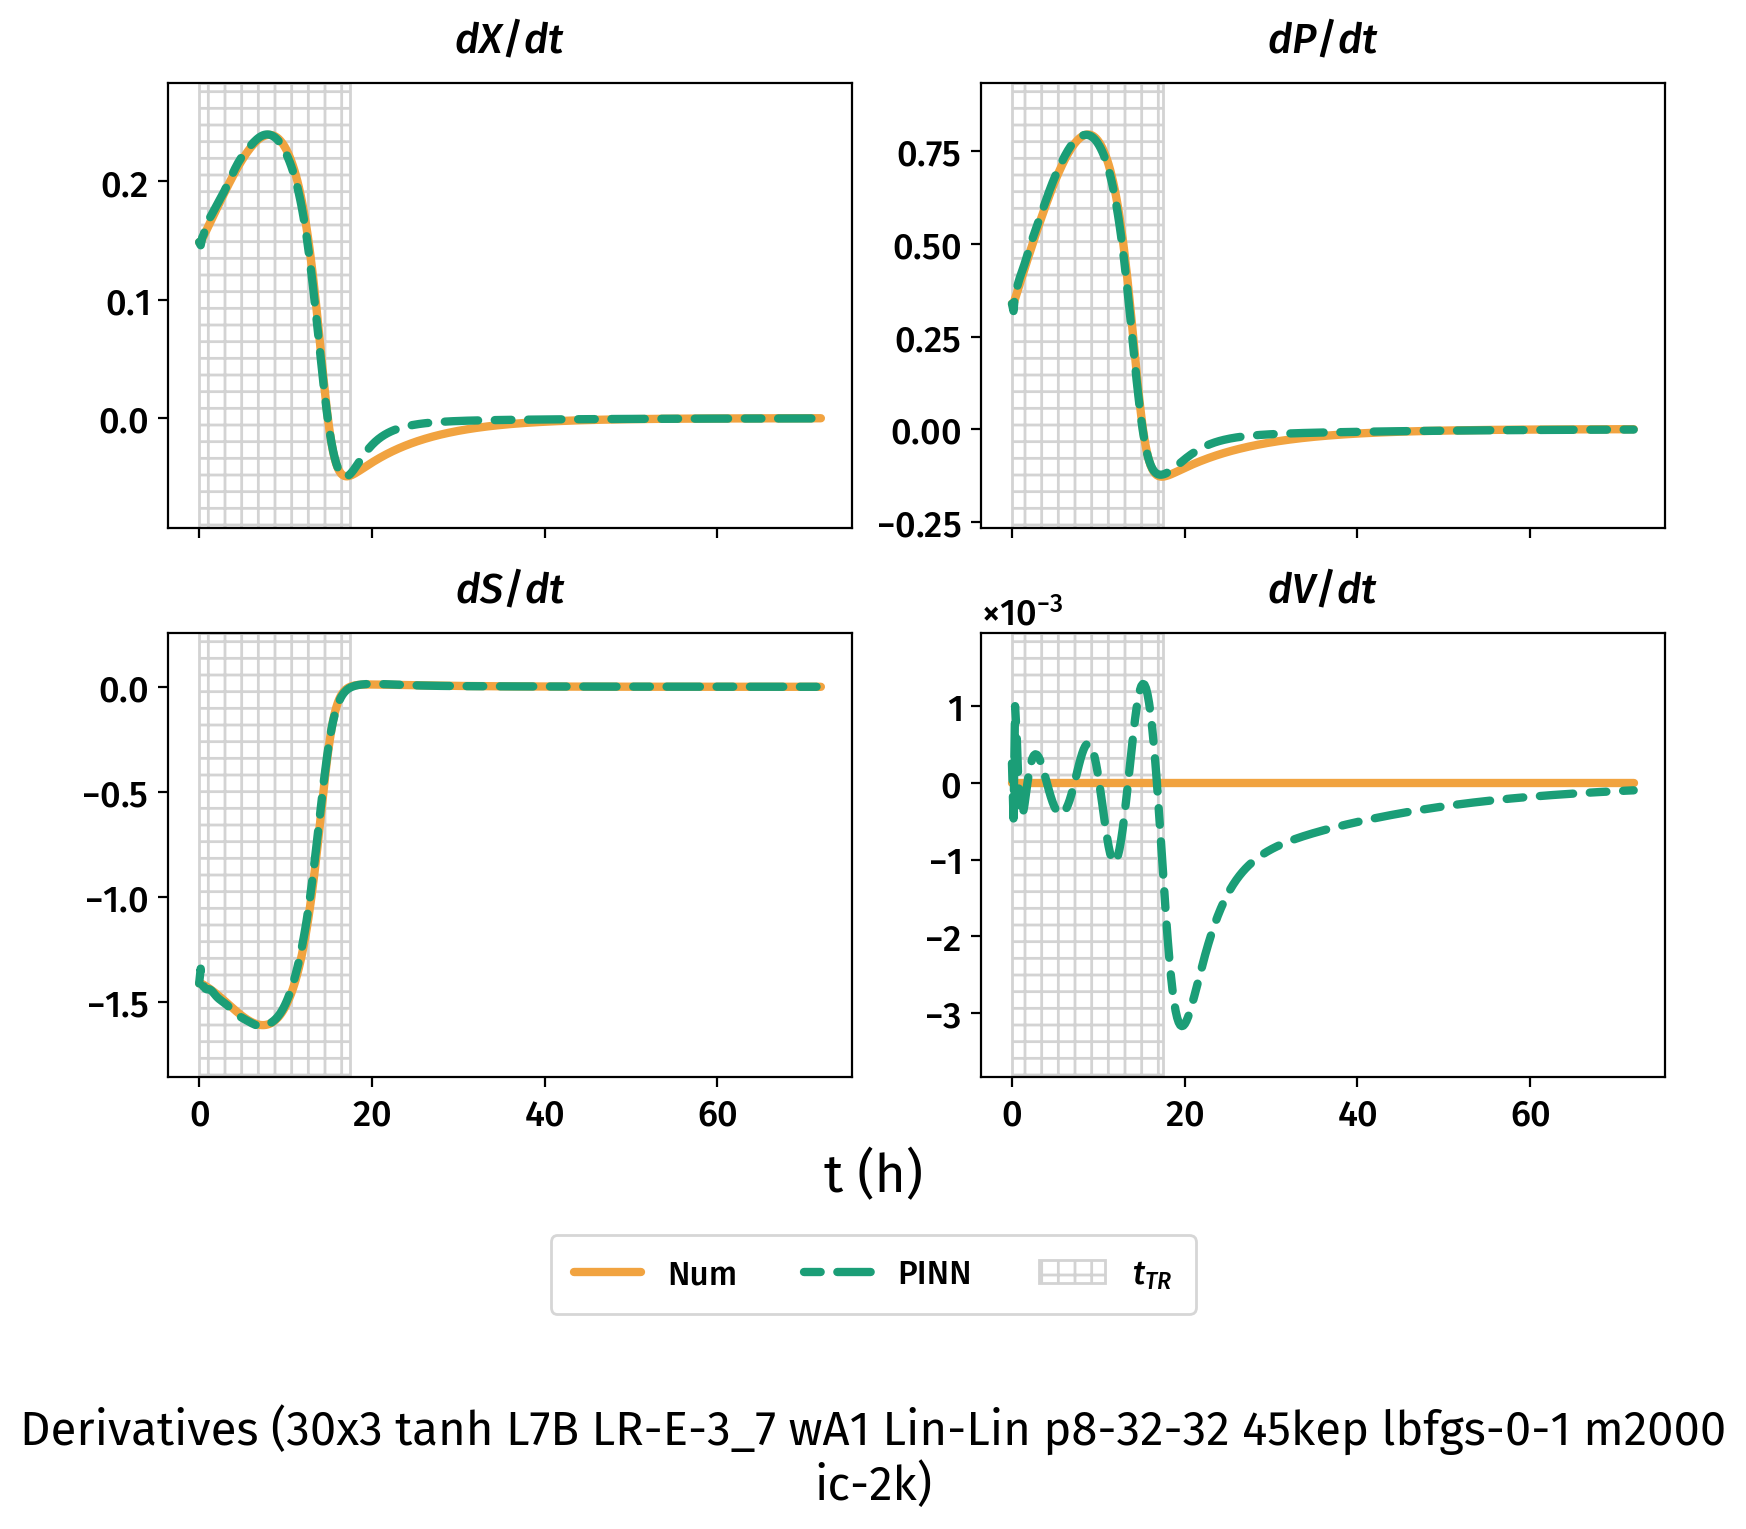 dX/dt
dP/dt
0.2
0.1
0.0
0.75
0.50
0.25
0.00
−0.25
dS/dt
dV/dt
×10⁻³
0.0
−0.5
−1.0
−1.5
1
0
−1
−2
−3
0 20 40 60
0 20 40 60
t (h)
Num PINN t_TR
Derivatives (30x3 tanh L7B LR-E-3_7 wA1 Lin-Lin p8-32-32 45kep lbfgs-0-1 m2000
ic-2k)